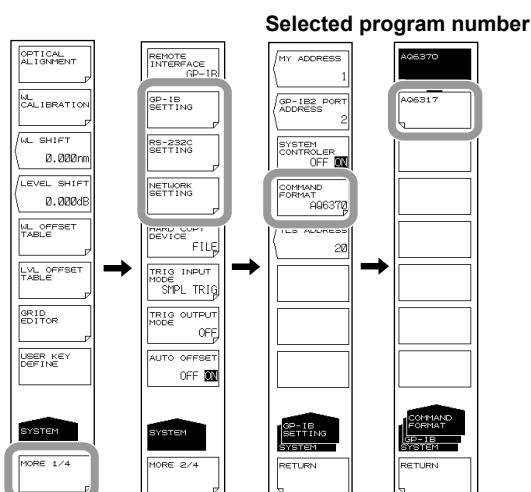 Selected program number
OPTICAL
ALIGNMENT
WL
CALIBRATION
WL SHIFT
0.000nm
LEVEL SHIFT
0.000dB
WL OFFSET
TABLE
LVL OFFSET
TABLE
GRID
EDITOR
USER KEY
DEFINE
SYSTEM
MORE 1/4
REMOTE
INTERFACE
GP-IB
GP-IB
SETTING
RS-232C
SETTING
NETWORK
SETTING
HARD COPY
DEVICE
FILE
TRIG INPUT
MODE
SMPL TRIG
TRIG OUTPUT
MODE
OFF
AUTO OFFSET
OFF ON
SYSTEM
MORE 2/4
MY ADDRESS
1
GP-IB2 PORT
ADDRESS
2
SYSTEM
CONTROLER
OFF ON
COMMAND
FORMAT
AQ6370
TLS ADDRESS
20
GP-IB
SETTING
SYSTEM
RETURN
AQ6370
AQ6317
COMMAND
FORMAT
GP-IB
SYSTEM
RETURN